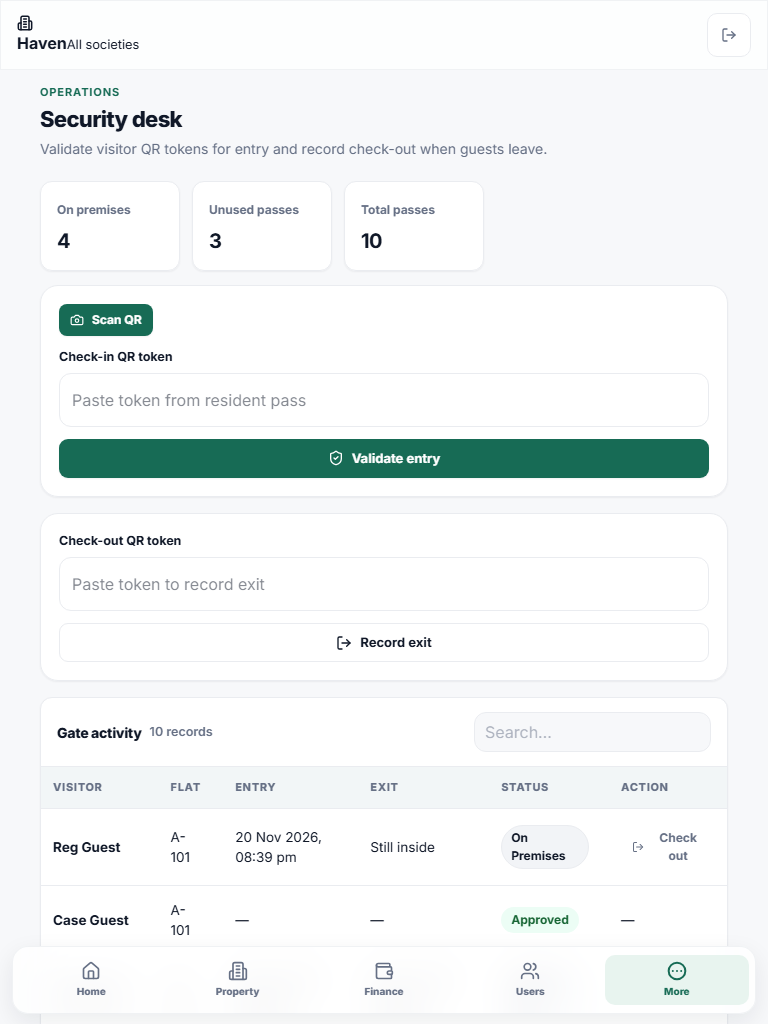 HavenAll societies
OPERATIONS
Security desk
Validate visitor QR tokens for entry and record check-out when guests leave.
On premises
4
Unused passes
3
Total passes
10
Scan QR
Check-in QR token
Paste token from resident pass
Validate entry
Check-out QR token
Paste token to record exit
Record exit
Gate activity 10 records
Search...
VISITOR FLAT ENTRY EXIT STATUS ACTION
Reg Guest
A-
101
20 Nov 2026,
08:39 pm
Still inside
On
Premises
Check
out
Case Guest
A-
101
—
—
Approved
—
Home
Property
Finance
Users
More